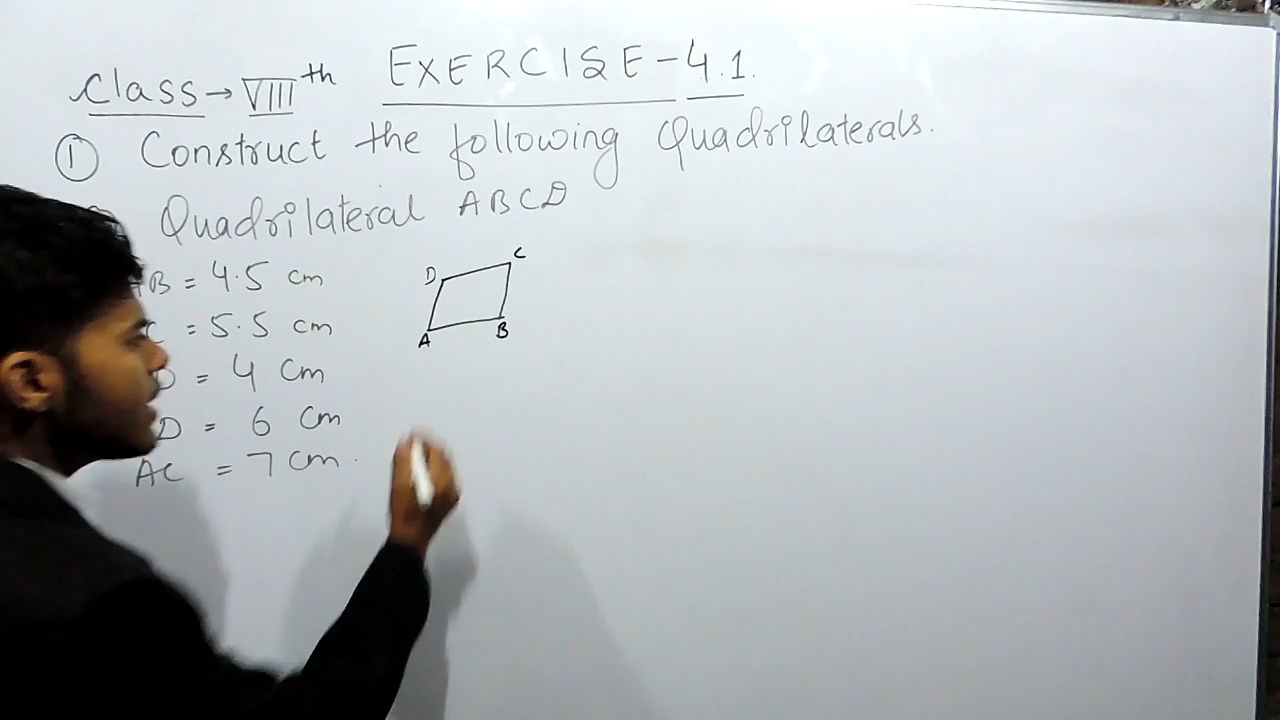 Class → VIII th EXERCISE - 4.1.
① Construct the following Quadrilaterals.
Quadrilateral ABCD
B = 4.5 cm
C = 5.5 cm
D = 4 cm
D = 6 cm
AC = 7 cm.
D C
A B